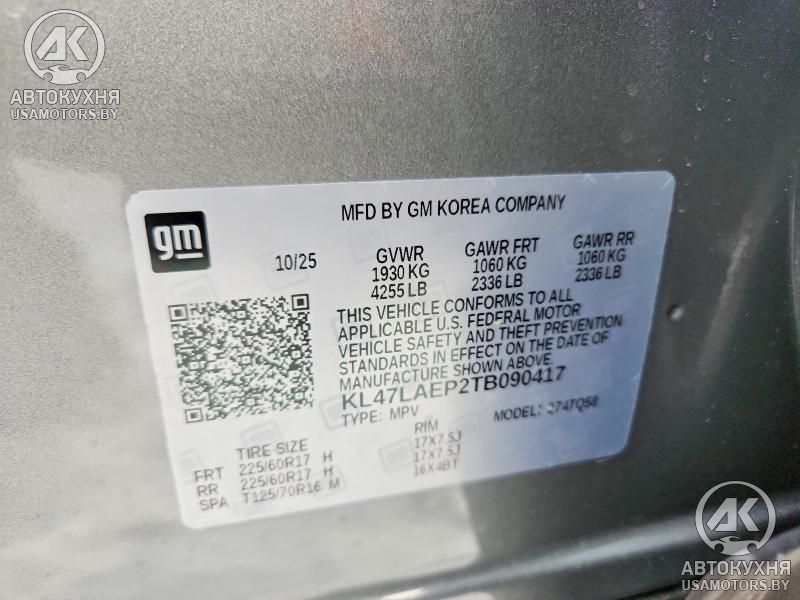 AK
АВТОКУХНЯ
USAMOTORS.BY
gm
MFD BY GM KOREA COMPANY
10/25
GVWR
1930 KG
4255 LB
GAWR FRT
1060 KG
2336 LB
GAWR RR
1060 KG
2336 LB
THIS VEHICLE CONFORMS TO ALL
APPLICABLE U.S. FEDERAL MOTOR
VEHICLE SAFETY AND THEFT PREVENTION
STANDARDS IN EFFECT ON THE DATE OF
MANUFACTURE SHOWN ABOVE.
KL47LAEP2TB090417
TYPE: MPV
MODEL: 274TQ58
TIRE SIZE
RIM
FRT 225/60R17 H 17X7.5J
RR 225/60R17 H 17X7.5J
SPA T125/70R16 M 16X4BT
AK
АВТОКУХНЯ
USAMOTORS.BY